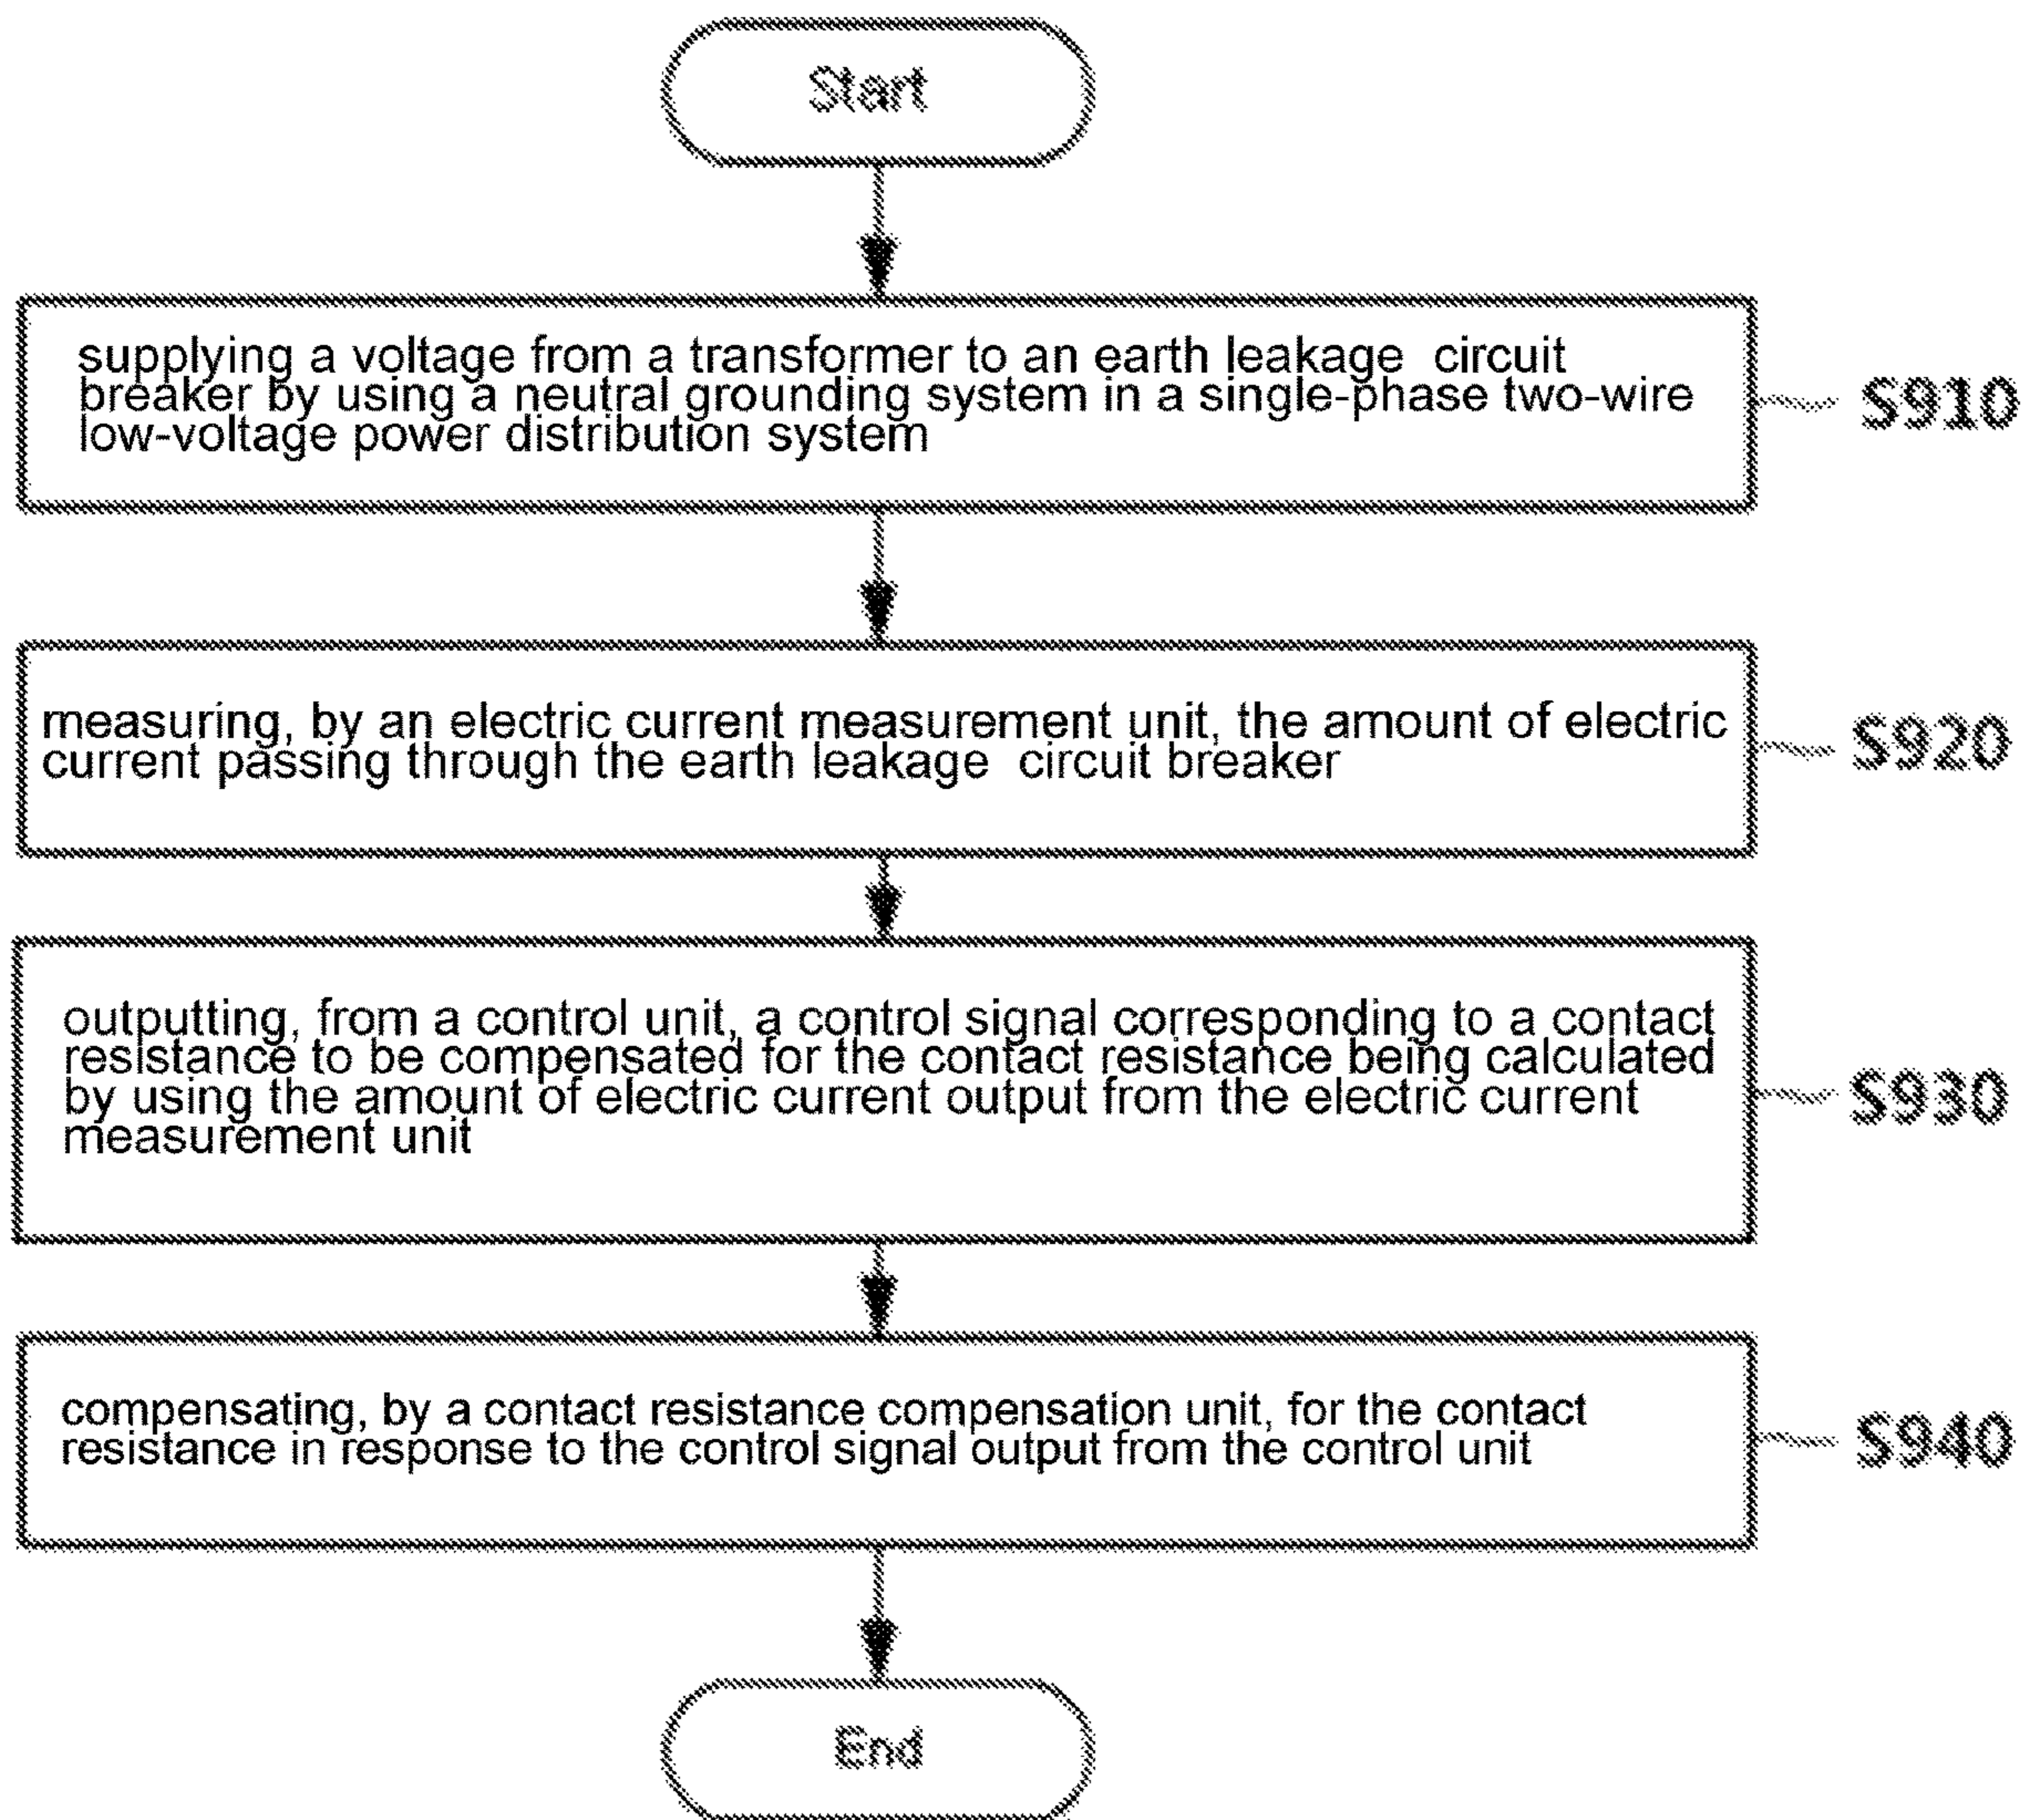 Start
supplying a voltage from a transformer to an earth leakage circuit
breaker by using a neutral grounding system in a single-phase two-wire
low-voltage power distribution system
S910
measuring, by an electric current measurement unit, the amount of electric
current passing through the earth leakage circuit breaker
S920
outputting, from a control unit, a control signal corresponding to a contact
resistance to be compensated for the contact resistance being calculated
by using the amount of electric current output from the electric current
measurement unit
S930
compensating, by a contact resistance compensation unit, for the contact
resistance in response to the control signal output from the control unit
S940
End